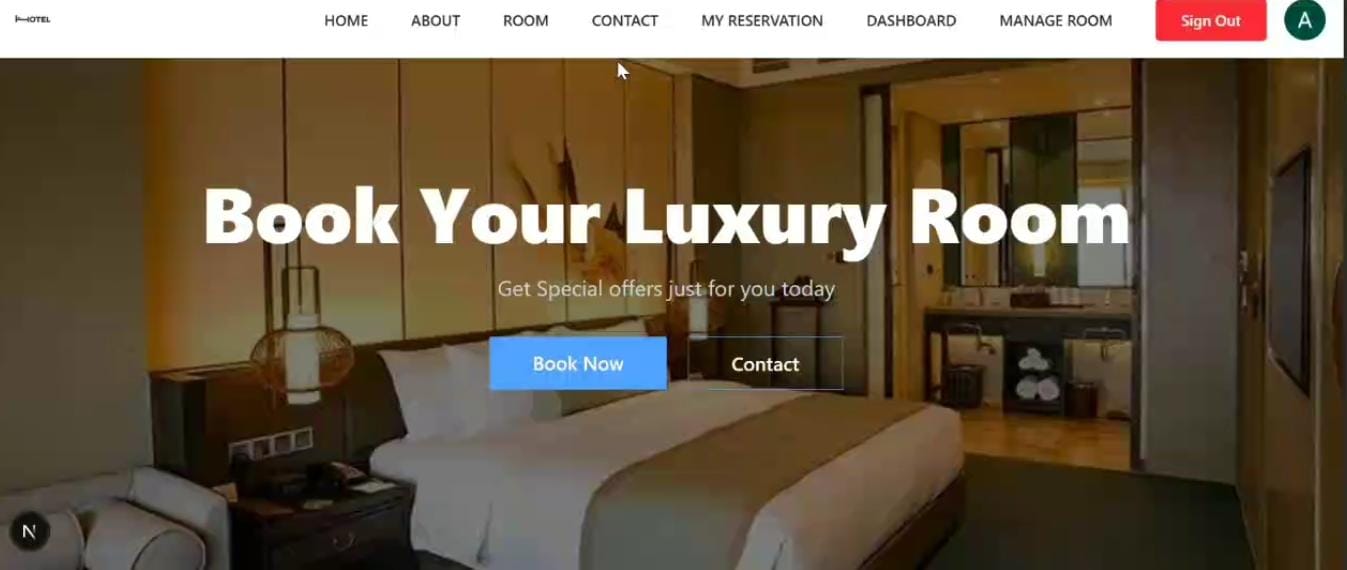 HOTEL
HOME ABOUT ROOM CONTACT MY RESERVATION DASHBOARD MANAGE ROOM Sign Out A
Book Your Luxury Room
Get Special offers just for you today
Book Now Contact
N